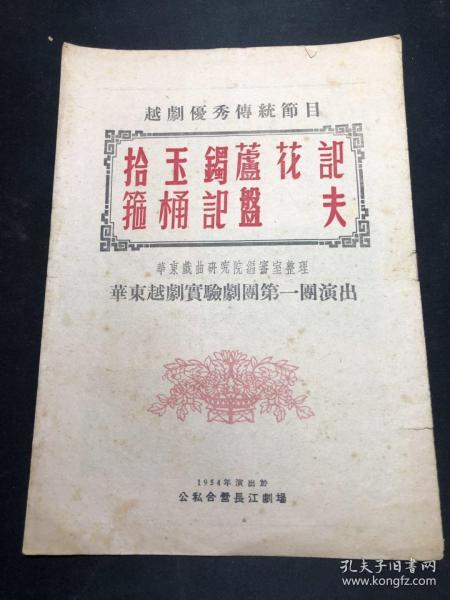 越劇優秀傳統節目
拾玉鐲蘆花記
箍桶記盤夫
華東戲曲研究院編審室整理
華東越劇實驗劇團第一團演出
1954年演出於
公私合營長江劇場
孔夫子旧书网
www.kongfz.com